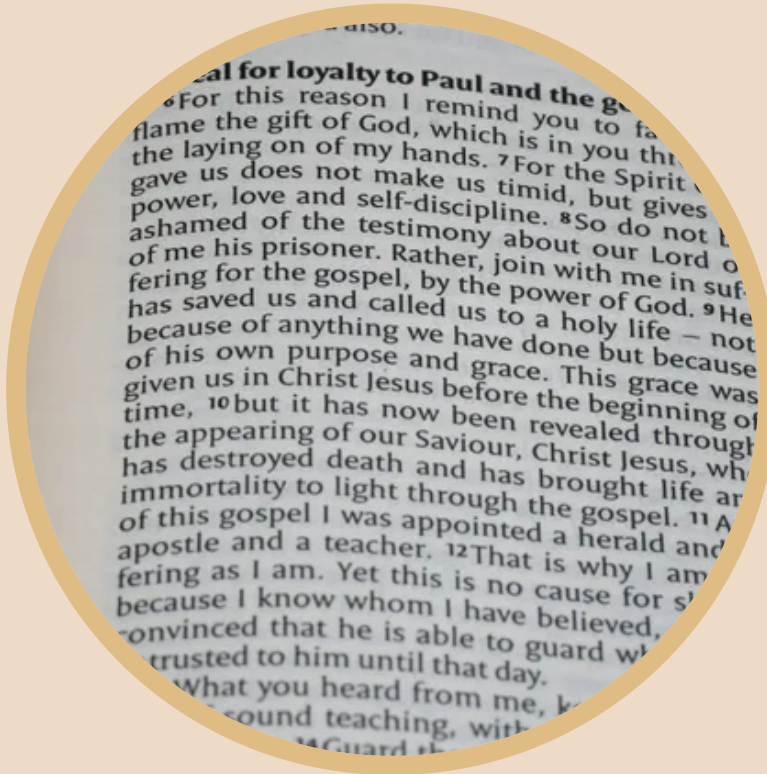 also.
for loyalty to Paul and the
6 For this reason I remind you to
flame the gift of God, which is in you
the laying on of my hands. 7 For the Spirit
gave us does not make us timid, but gives
power, love and self-discipline. 8 So do not
ashamed of the testimony about our Lord
of me his prisoner. Rather, join with me in suf-
fering for the gospel, by the power of God. 9 He
has saved us and called us to a holy life – not
because of anything we have done but because
of his own purpose and grace. This grace was
given us in Christ Jesus before the beginning of
time, 10 but it has now been revealed through
the appearing of our Saviour, Christ Jesus,
has destroyed death and has brought life
immortality to light through the gospel. 11
of this gospel I was appointed a herald and
apostle and a teacher. 12 That is why I am
fering as I am. Yet this is no cause for
because I know whom I have believed,
convinced that he is able to guard
trusted to him until that day.
What you heard from me,
sound teaching, with
14 Guard